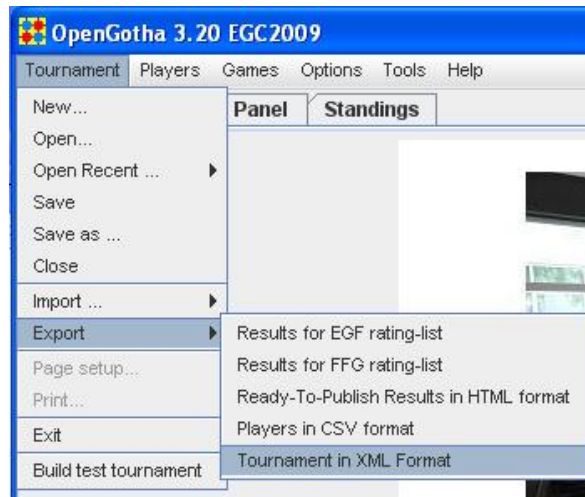 OpenGotha 3.20 EGC2009
Tournament Players Games Options Tools Help
New...
Panel Standings
Open...
Open Recent ...
Save
Save as ...
Close
Import ...
Export
Results for EGF rating-list
Page setup...
Results for FFG rating-list
Print...
Ready-To-Publish Results in HTML format
Exit
Players in CSV format
Build test tournament
Tournament in XML Format